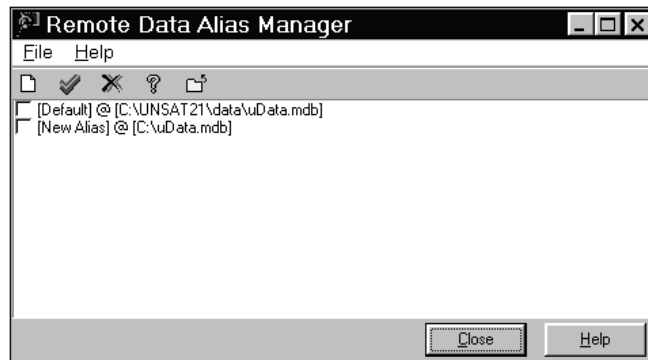 Remote Data Alias Manager
File Help
[Default] @ [C:\UNSAT21\data\uData.mdb]
[New Alias] @ [C:\uData.mdb]
Close Help